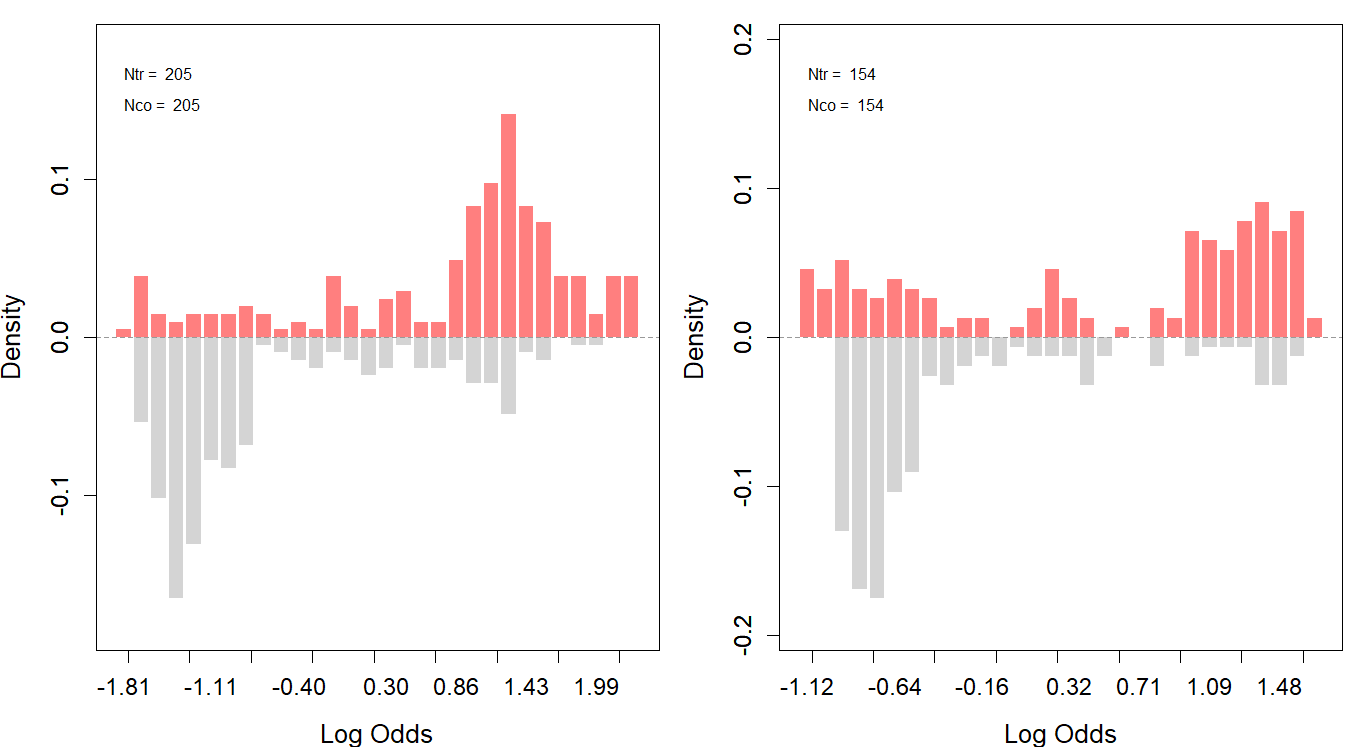 Ntr = 205
Nco = 205
0.1
0.0
-0.1
Density
-1.81 -1.11 -0.40 0.30 0.86 1.43 1.99
Log Odds
Ntr = 154
Nco = 154
0.2
0.1
0.0
-0.1
-0.2
Density
-1.12 -0.64 -0.16 0.32 0.71 1.09 1.48
Log Odds